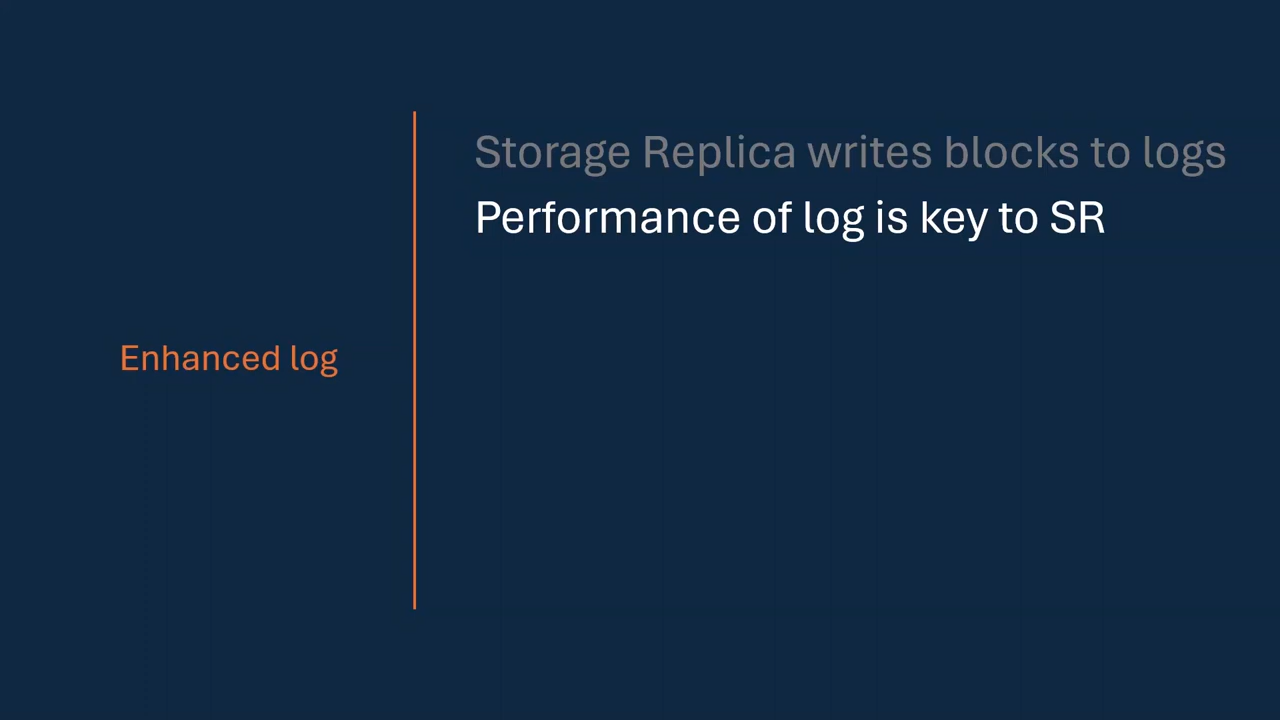 Enhanced log
Storage Replica writes blocks to logs
Performance of log is key to SR